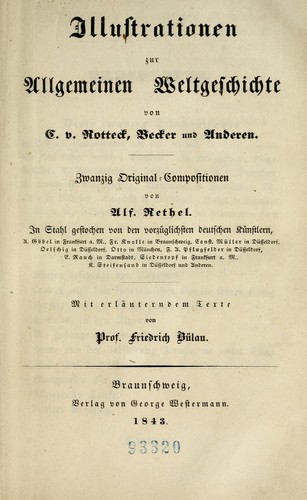 Illustrationen
zur
Allgemeinen Weltgeschichte
von
C. v. Rotteck, Becker und Anderen.
Zwanzig Original-Compositionen
von
Alf. Rethel.
In Stahl gestochen von den vorzüglichsten deutschen Künstlern,
A. Göbel in Frankfurt a. M., Fr. Knolle in Braunschweig, Const. Müller in Düsseldorf,
Oelschig in Düsseldorf, Otto in München, F. A. Pflugfelder in Düsseldorf,
E. Rauch in Darmstadt, Siedentopf in Frankfurt a. M.,
K. Steifensand in Düsseldorf und Anderen.
Mit erläuterndem Texte
von
Prof. Friedrich Bülau.
Braunschweig,
Verlag von George Westermann.
1843.
93320